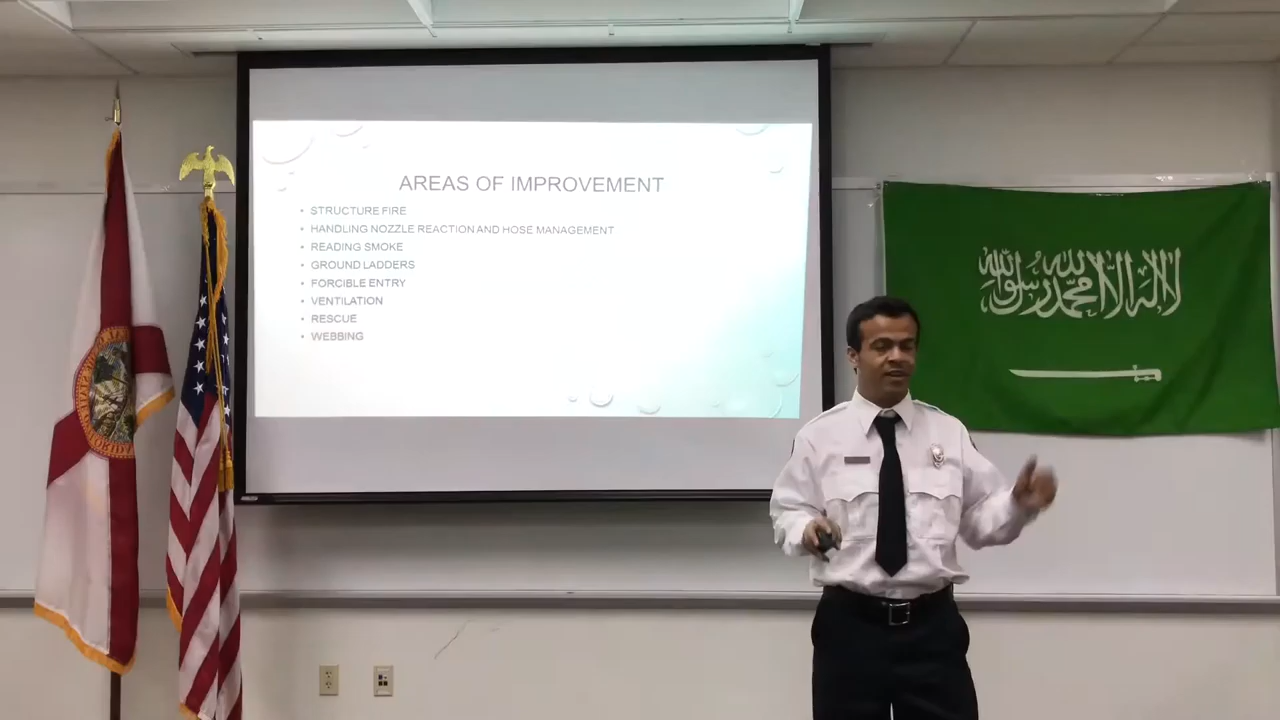 AREAS OF IMPROVEMENT
• STRUCTURE FIRE
• HANDLING NOZZLE REACTION AND HOSE MANAGEMENT
• READING SMOKE
• GROUND LADDERS
• FORCIBLE ENTRY
• VENTILATION
• RESCUE
• WEBBING
لا إله إلا الله محمد رسول الله